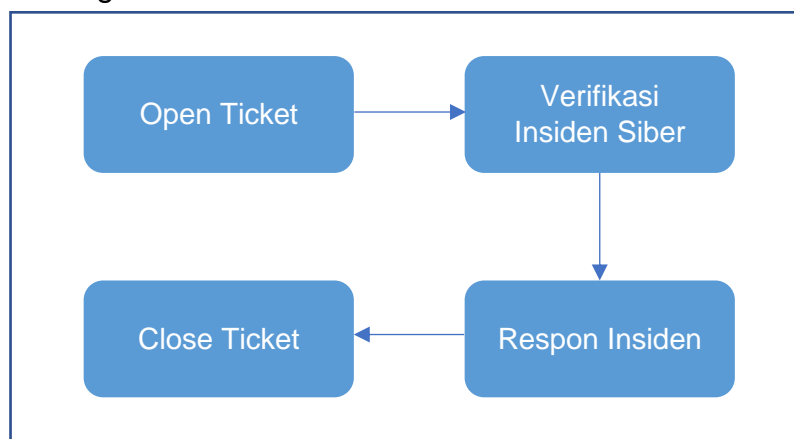 Open Ticket
Verifikasi
Insiden Siber
Close Ticket
Respon Insiden